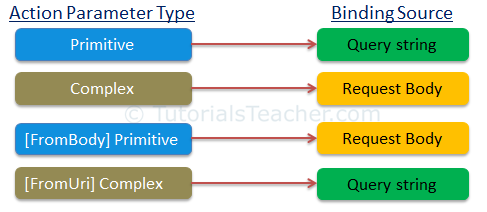 Action Parameter Type Binding Source
Primitive Query string
Complex Request Body
© TutorialsTeacher.com
[FromBody] Primitive Request Body
[FromUri] Complex Query string